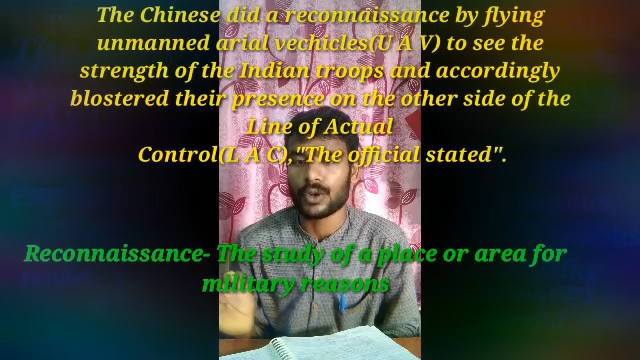 The Chinese did a reconnaissance by flying
unmanned arial vechicles(U A V) to see the
strength of the Indian troops and accordingly
blostered their presence on the other side of the
Line of Actual
Control(L A C),"The official stated".
Reconnaissance- The study of a place or area for
military reasons